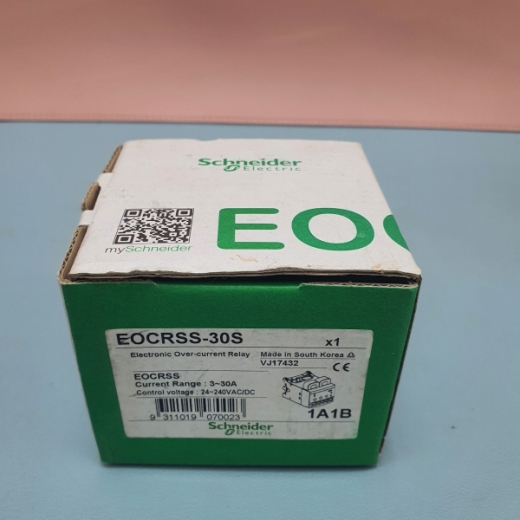 Schneider
Electric
mySchneider
EOC
EOCRSS-30S x1
Electronic Over-current Relay
Made in South Korea
VJ17432
EOCRSS
Current Range : 3~30A
Control voltage : 24~240VAC/DC
CE
9 311019 070023
1A1B
Schneider
Electric